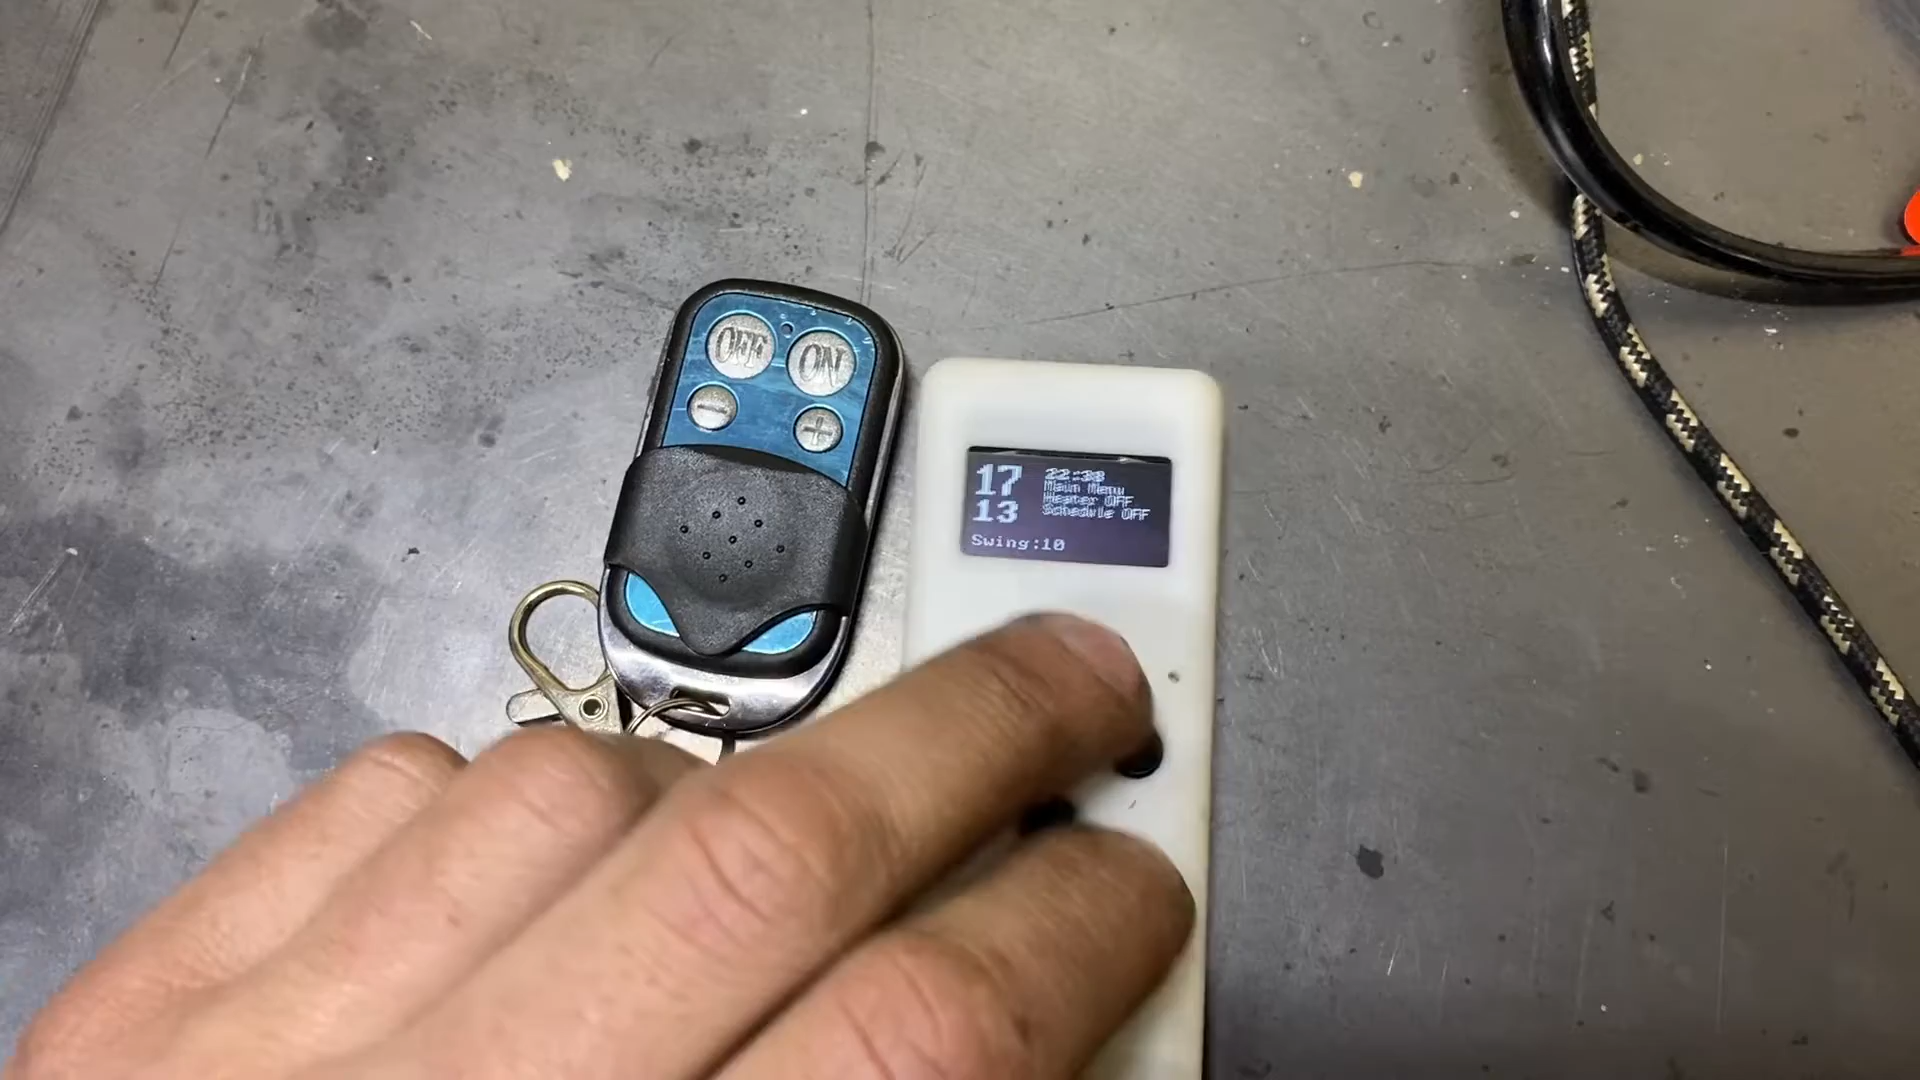 OFF ON
- +
17 22:38
Main Menu
Heater OFF
13 Schedule OFF
Swing:10